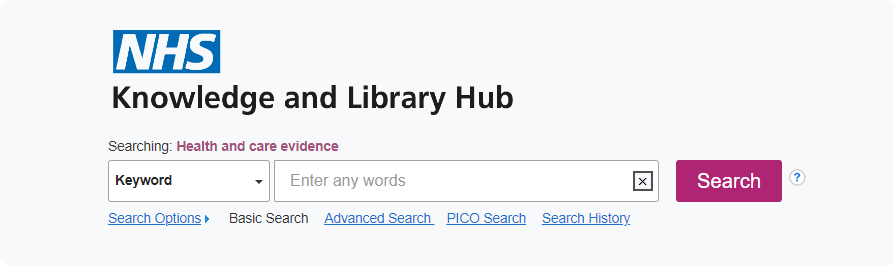 NHS
Knowledge and Library Hub
Searching: Health and care evidence
Keyword Enter any words Search ?
Search Options Basic Search Advanced Search PICO Search Search History